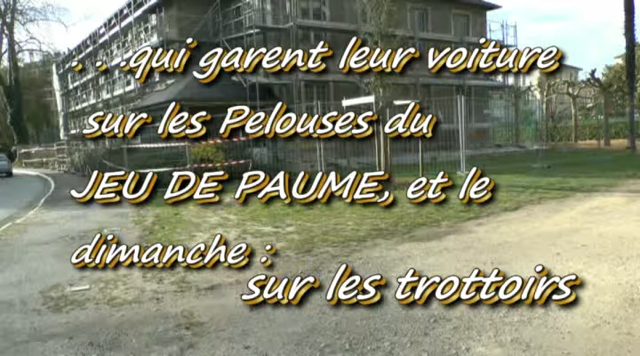 . . .qui garent leur voiture
sur les Pelouses du
JEU DE PAUME, et le
dimanche :
sur les trottoirs